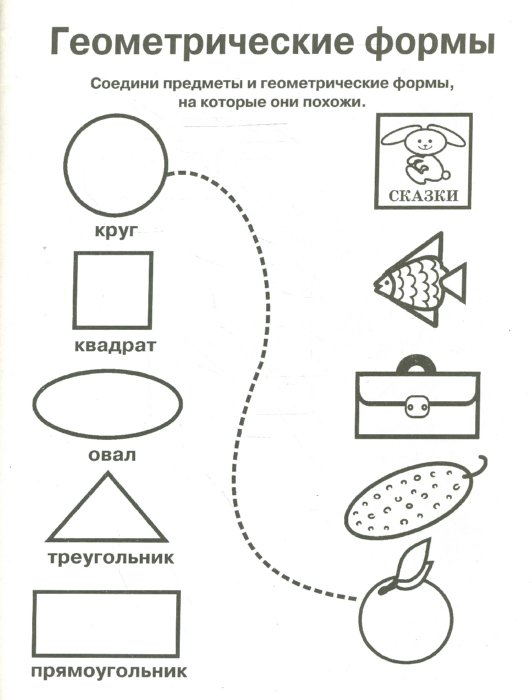 Геометрические формы
Соедини предметы и геометрические формы,
на которые они похожи.
круг
СКАЗКИ
квадрат
овал
треугольник
прямоугольник